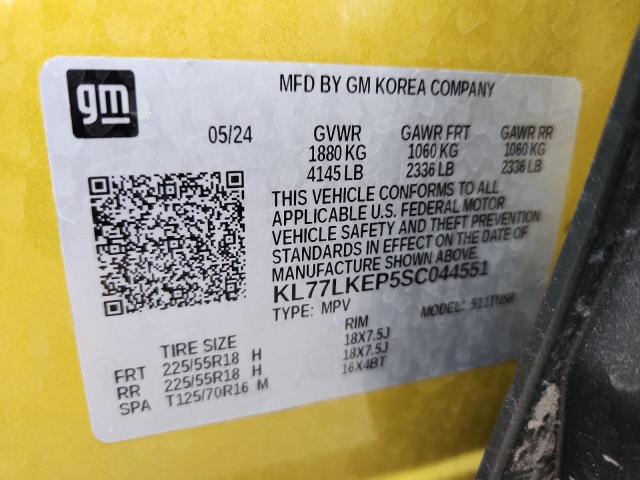 gm
MFD BY GM KOREA COMPANY
05/24 GVWR GAWR FRT GAWR RR
1880 KG 1060 KG 1060 KG
4145 LB 2336 LB 2336 LB
THIS VEHICLE CONFORMS TO ALL
APPLICABLE U.S. FEDERAL MOTOR
VEHICLE SAFETY AND THEFT PREVENTION
STANDARDS IN EFFECT ON THE DATE OF
MANUFACTURE SHOWN ABOVE.
KL77LKEP5SC044551
TYPE: MPV MODEL: 511TU58
TIRE SIZE RIM
FRT 225/55R18 H 18X7.5J
RR 225/55R18 H 18X7.5J
SPA T125/70R16 M 16X4BT